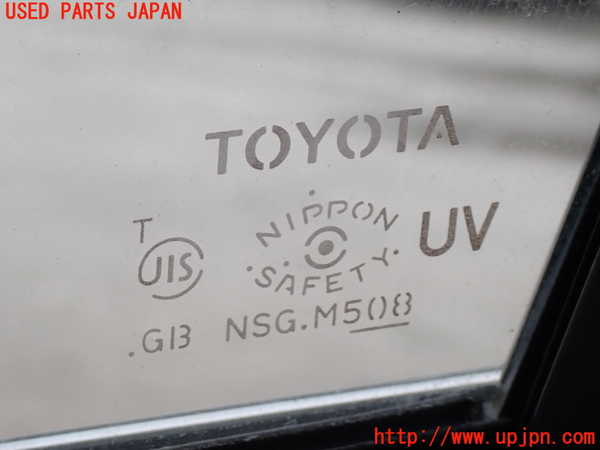 USED PARTS JAPAN
TOYOTA
T
JIS
NIPPON
SAFETY
UV
.G13 NSG.M508
http://www.upjpn.com/